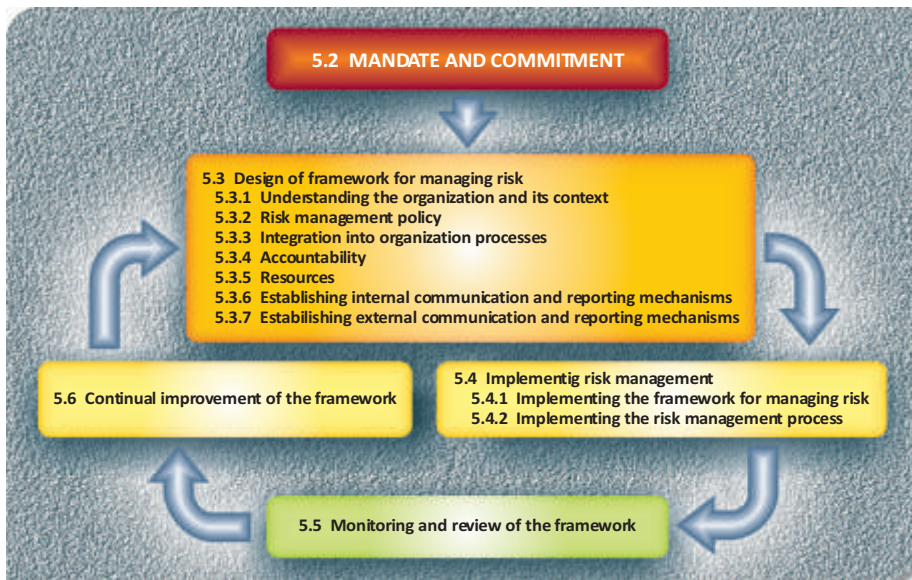 5.2 MANDATE AND COMMITMENT
5.3 Design of framework for managing risk
5.3.1 Understanding the organization and its context
5.3.2 Risk management policy
5.3.3 Integration into organization processes
5.3.4 Accountability
5.3.5 Resources
5.3.6 Establishing internal communication and reporting mechanisms
5.3.7 Estabilishing external communication and reporting mechanisms
5.6 Continual improvement of the framework
5.4 Implementig risk management
5.4.1 Implementing the framework for managing risk
5.4.2 Implementing the risk management process
5.5 Monitoring and review of the framework